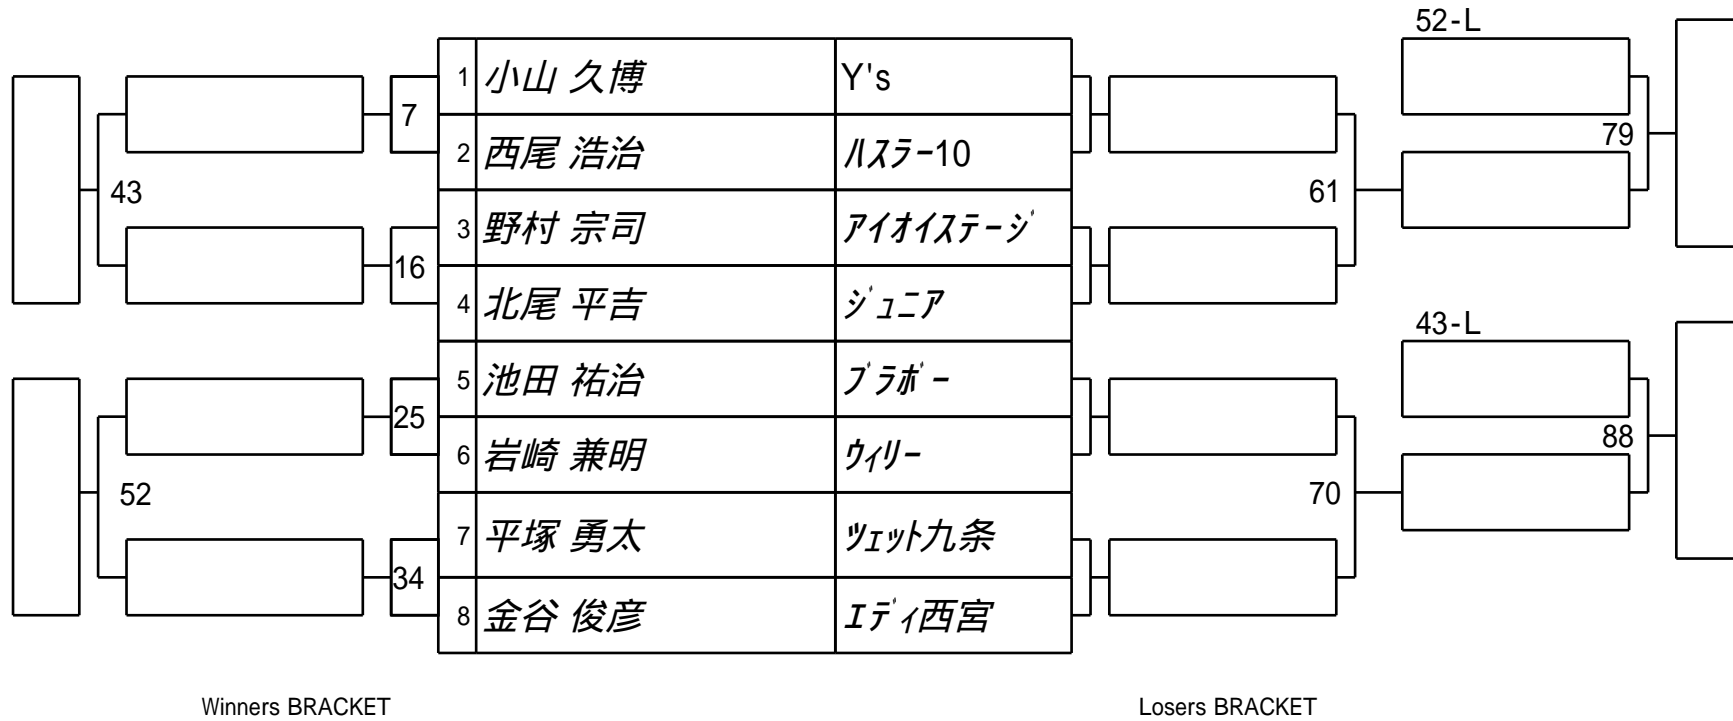 52-L
1 小山 久博 Y's
7
2 西尾 浩治 ﾊｽﾗｰ10
79
43
61
3 野村 宗司 ｱｲｵｲｽﾃｰｼﾞ
16
4 北尾 平吉 ｼﾞｭﾆｱ
43-L
5 池田 祐治 ﾌﾞﾗﾎﾞｰ
25
6 岩崎 兼明 ｳｨﾘｰ
88
52
70
7 平塚 勇太 ﾂｪｯﾄ九条
34
8 金谷 俊彦 ｴﾃﾞｨ西宮
Winners BRACKET
Losers BRACKET